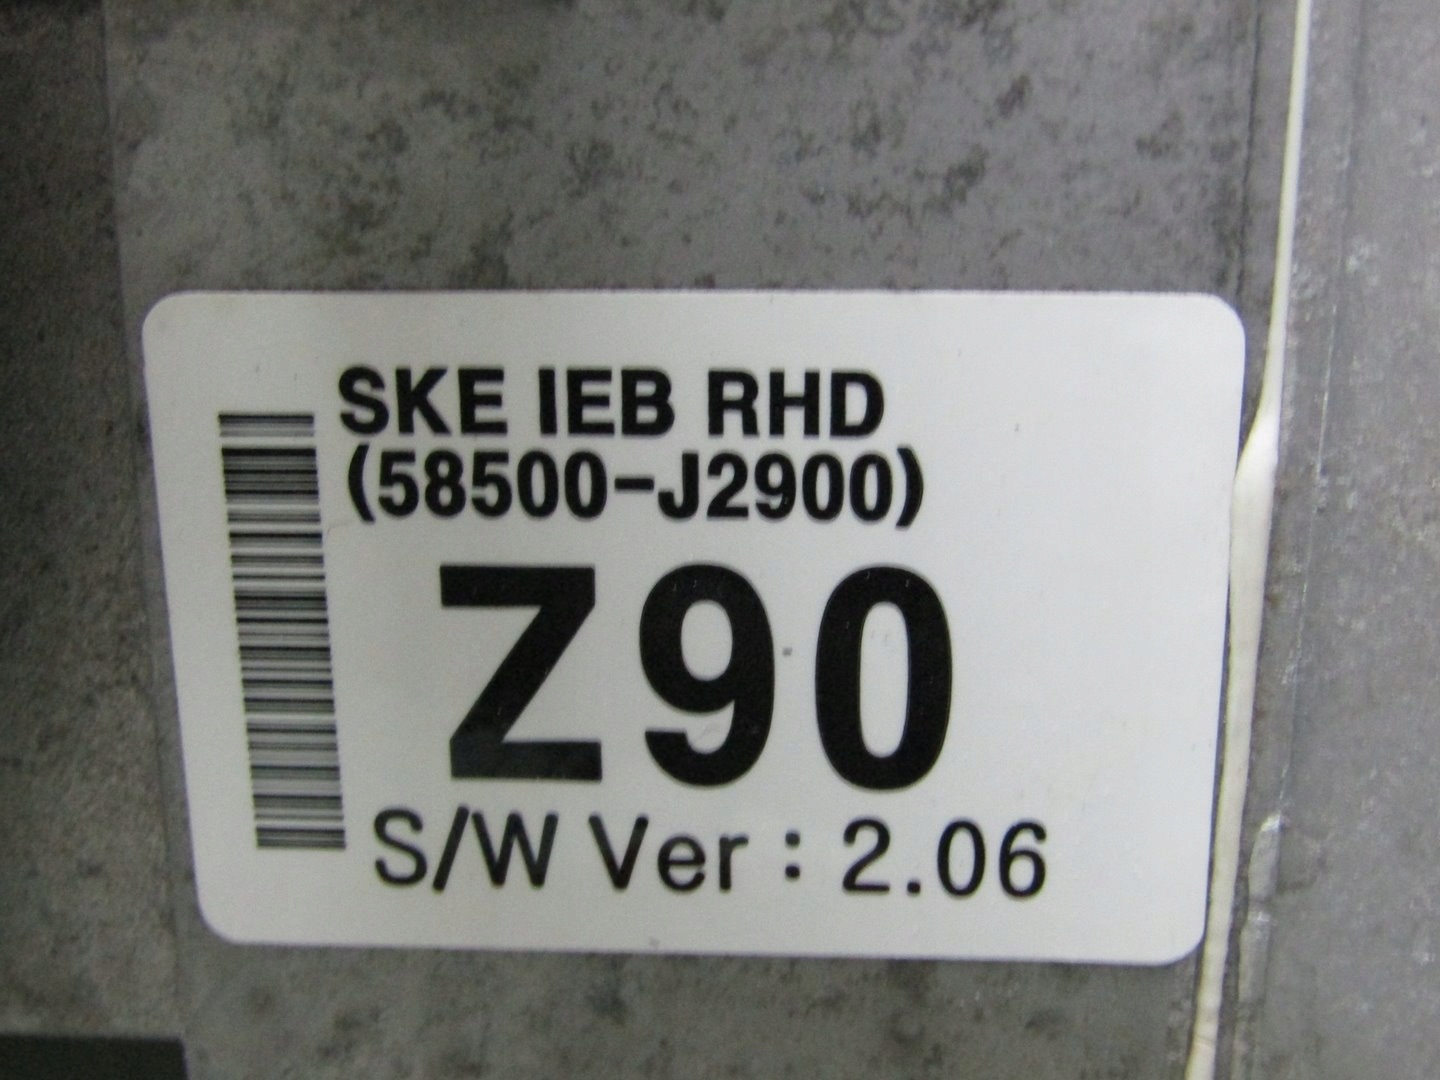 SKE IEB RHD
(58500-J2900)
Z90
S/W Ver : 2.06